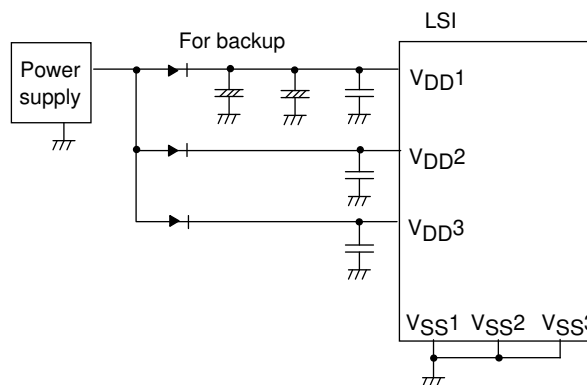 LSI
For backup
Power
supply
VDD1
VDD2
VDD3
VSS1 VSS2 VSS3